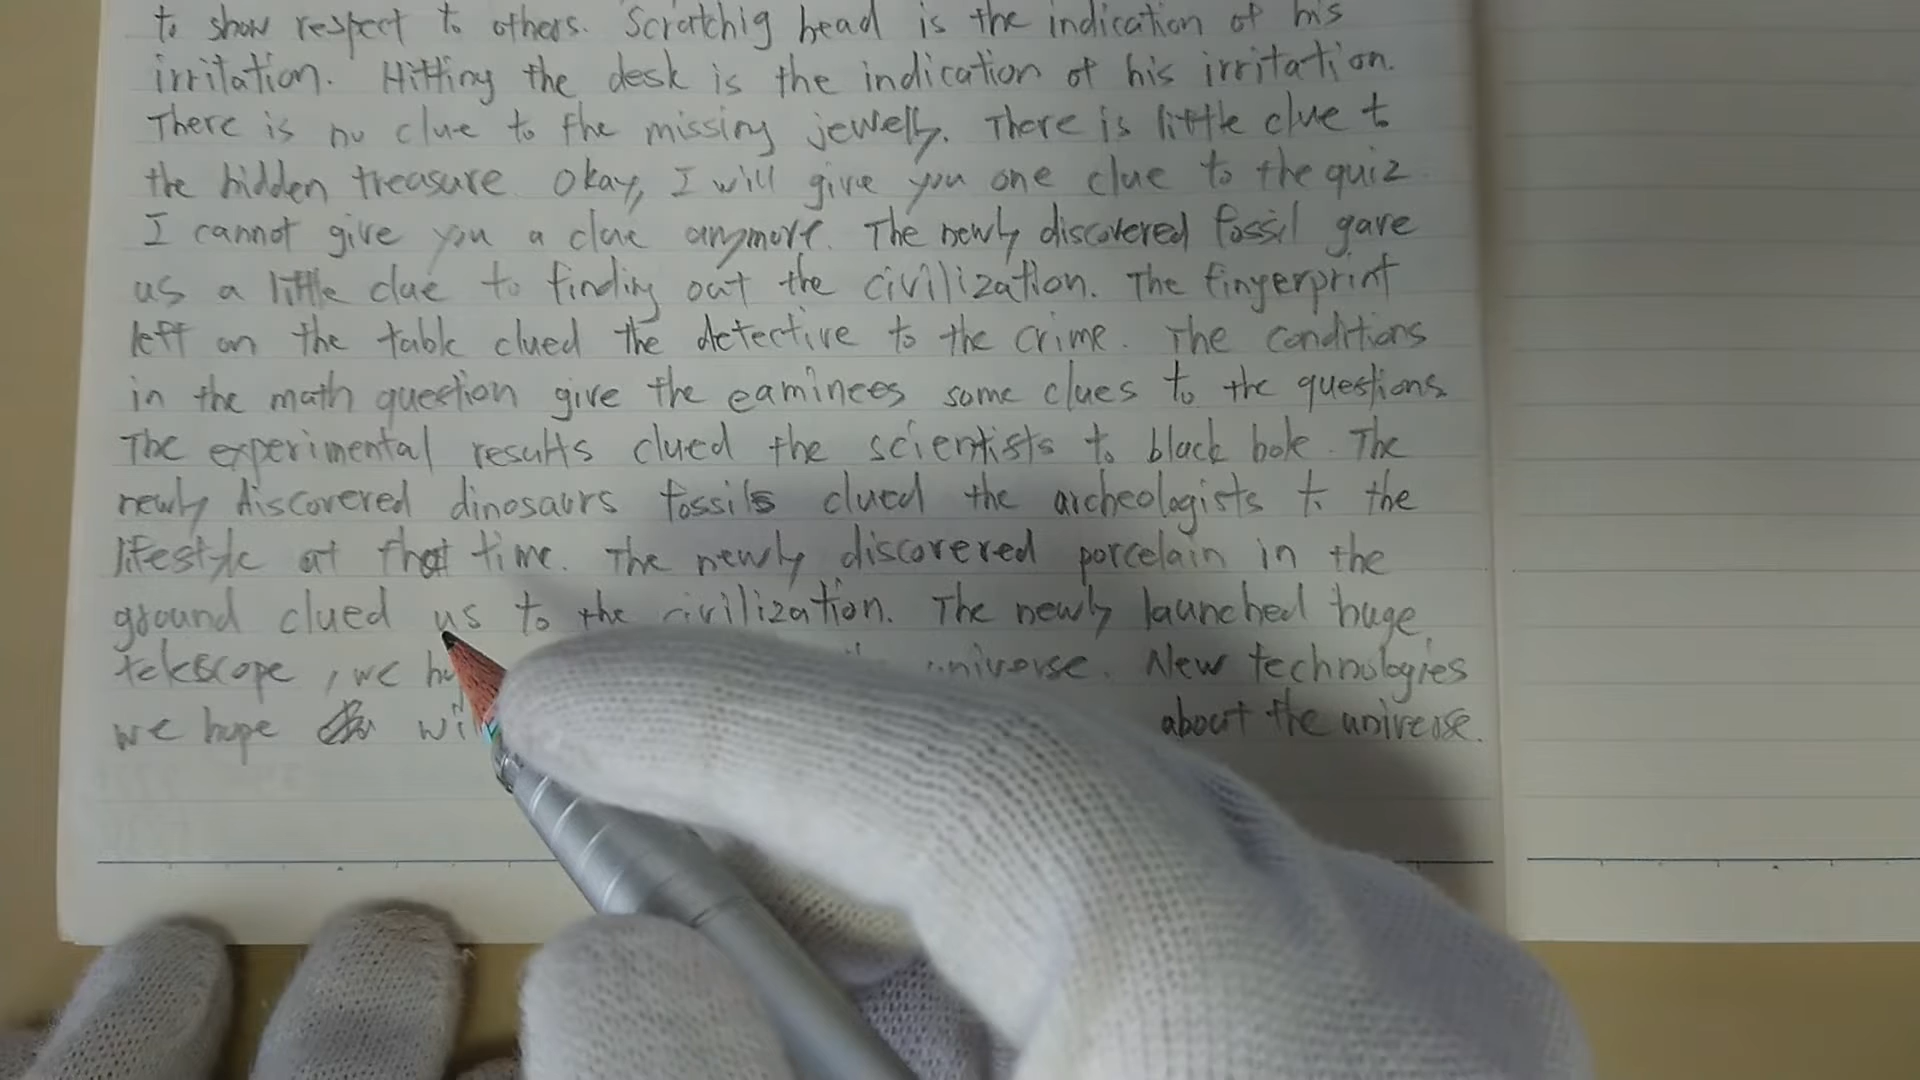 to show respect to others. Scratchig head is the indication of his
irritation. Hitting the desk is the indication of his irritation.
There is no clue to the missing jewelly. There is little clue to
the hidden treasure. Okay, I will give you one clue to the quiz
I cannot give you a clue anymore. The newly discovered fossil gave
us a little clue to finding out the civilization. The fingerprint
left on the table clued the detective to the crime. The conditions
in the math question give the eaminees some clues to the questions.
The experimental results clued the scientists to black hole. The
newly discovered dinosaurs fossils clued the archeologists to the
lifestyle at that time. The newly discovered porcelain in the
ground clued us to the civilization. The newly launched huge
telescope, we universe. New technologies
we hope about the universe.